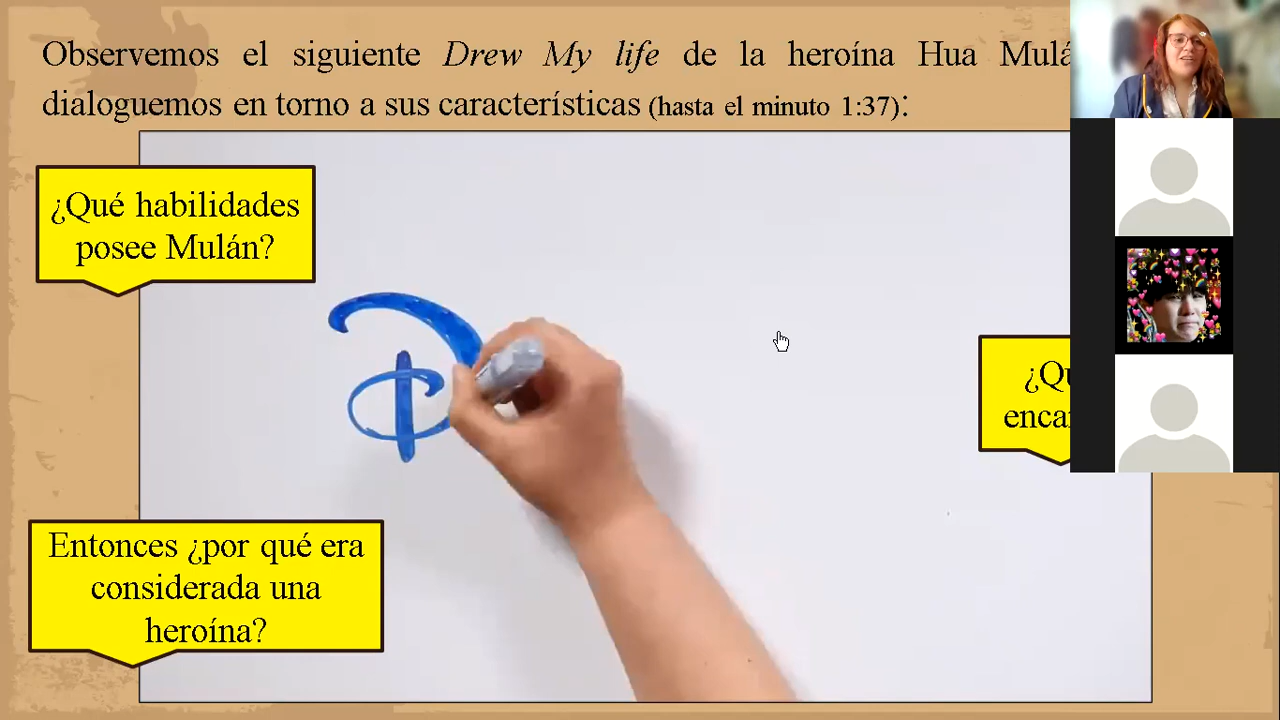 Observemos el siguiente Drew My life de la heroína Hua
dialoguemos en torno a sus características (hasta el minuto 1:37):
¿Qué habilidades
posee Mulán?
Entonces ¿por qué era
considerada una
heroína?